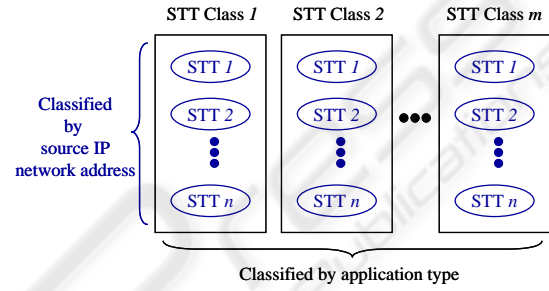 STT Class 1 STT Class 2 STT Class m
STT 1 STT 1 STT 1
Classified
by
source IP
network address
STT 2 STT 2 STT 2
STT n STT n STT n
Classified by application type